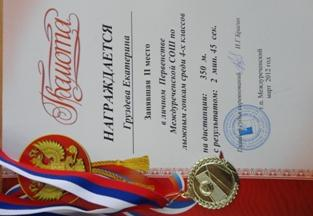 Грамота
НАГРАЖДАЕТСЯ
Груздева Екатерина
Занявшая II место
в личном Первенстве
Междуреченской СОШ по
лыжным гонкам среди 4-х классов
на дистанции: 350 м.
с результатом: 2 мин. 45 сек.
п. Междуреченский
март 2012 год